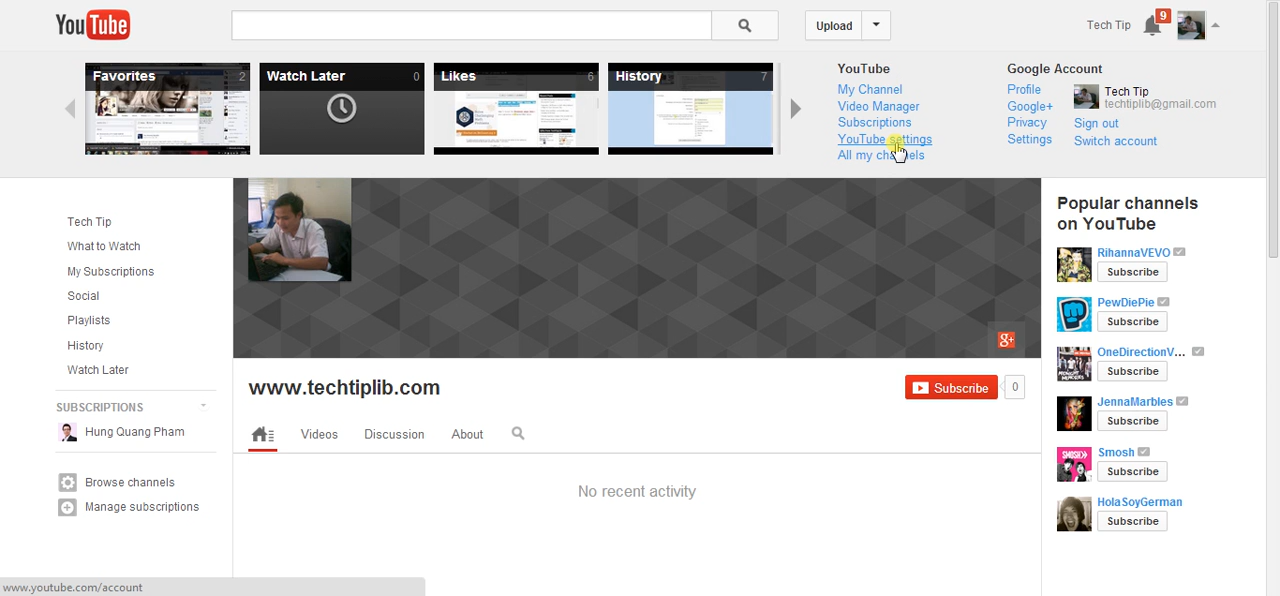 YouTube
Upload
Tech Tip
9
Favorites 2
Watch Later 0
Likes 6
History 7
YouTube
My Channel
Video Manager
Subscriptions
YouTube settings
All my channels
Google Account
Profile
Google+
Privacy
Settings
Tech Tip
techtiplib@gmail.com
Sign out
Switch account
Tech Tip
What to Watch
My Subscriptions
Social
Playlists
History
Watch Later
SUBSCRIPTIONS
Hung Quang Pham
Browse channels
Manage subscriptions
g+
www.techtiplib.com
Subscribe 0
Videos
Discussion
About
No recent activity
Popular channels
on YouTube
RihannaVEVO
Subscribe
PewDiePie
Subscribe
OneDirectionV...
Subscribe
JennaMarbles
Subscribe
Smosh
Subscribe
HolaSoyGerman
Subscribe
www.youtube.com/account